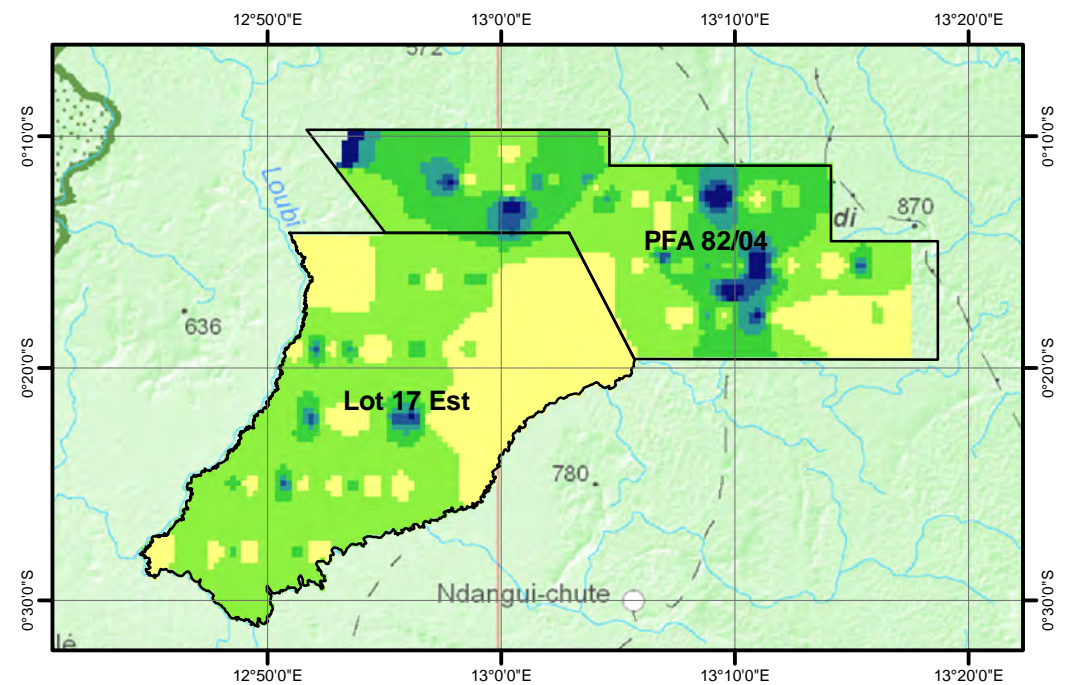 12°50'0"E 13°0'0"E 13°10'0"E 13°20'0"E
572
0°10'0"S 0°10'0"S
Loubi
di 870
PFA 82/04
636
0°20'0"S 0°20'0"S
Lot 17 Est
780
Ndangui-chute
0°30'0"S 0°30'0"S
lé
12°50'0"E 13°0'0"E 13°10'0"E 13°20'0"E